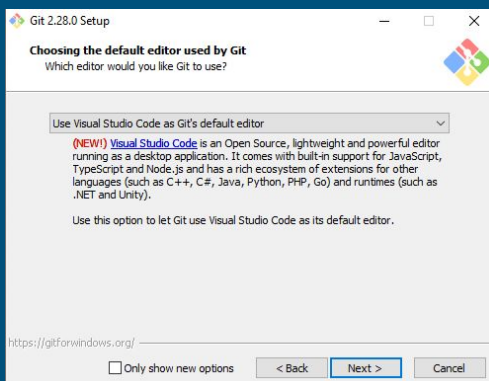 Git 2.28.0 Setup
Choosing the default editor used by Git
Which editor would you like Git to use?
Use Visual Studio Code as Git's default editor
(NEW!) Visual Studio Code is an Open Source, lightweight and powerful editor
running as a desktop application. It comes with built-in support for JavaScript,
TypeScript and Node.js and has a rich ecosystem of extensions for other
languages (such as C++, C#, Java, Python, PHP, Go) and runtimes (such as
.NET and Unity).
Use this option to let Git use Visual Studio Code as its default editor.
https://gitforwindows.org/
Only show new options < Back Next > Cancel